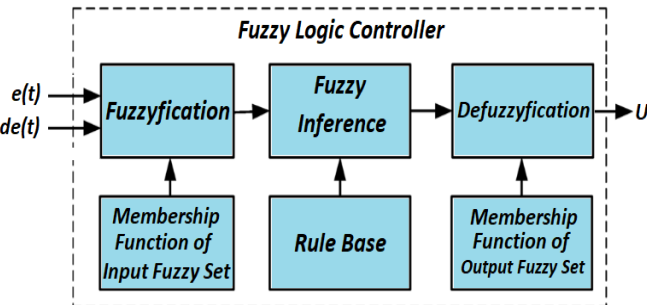 Fuzzy Logic Controller
e(t)
de(t)
Fuzzyfication
Fuzzy
Inference
Defuzzyfication
U
Membership
Function of
Input Fuzzy Set
Rule Base
Membership
Function of
Output Fuzzy Set